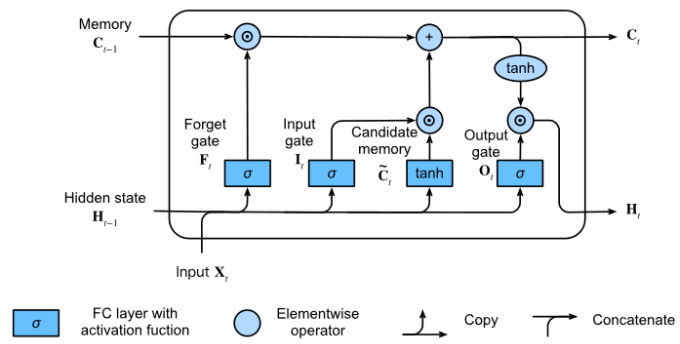 Memory
C_{t−1}
C_t
tanh
Forget
gate
F_t
Input
gate
I_t
Candidate
memory
C̃_t
Output
gate
O_t
σ
σ
tanh
σ
+
Hidden state
H_{t−1}
H_t
Input X_t
σ
FC layer with
activation fuction
Elementwise
operator
Copy
Concatenate